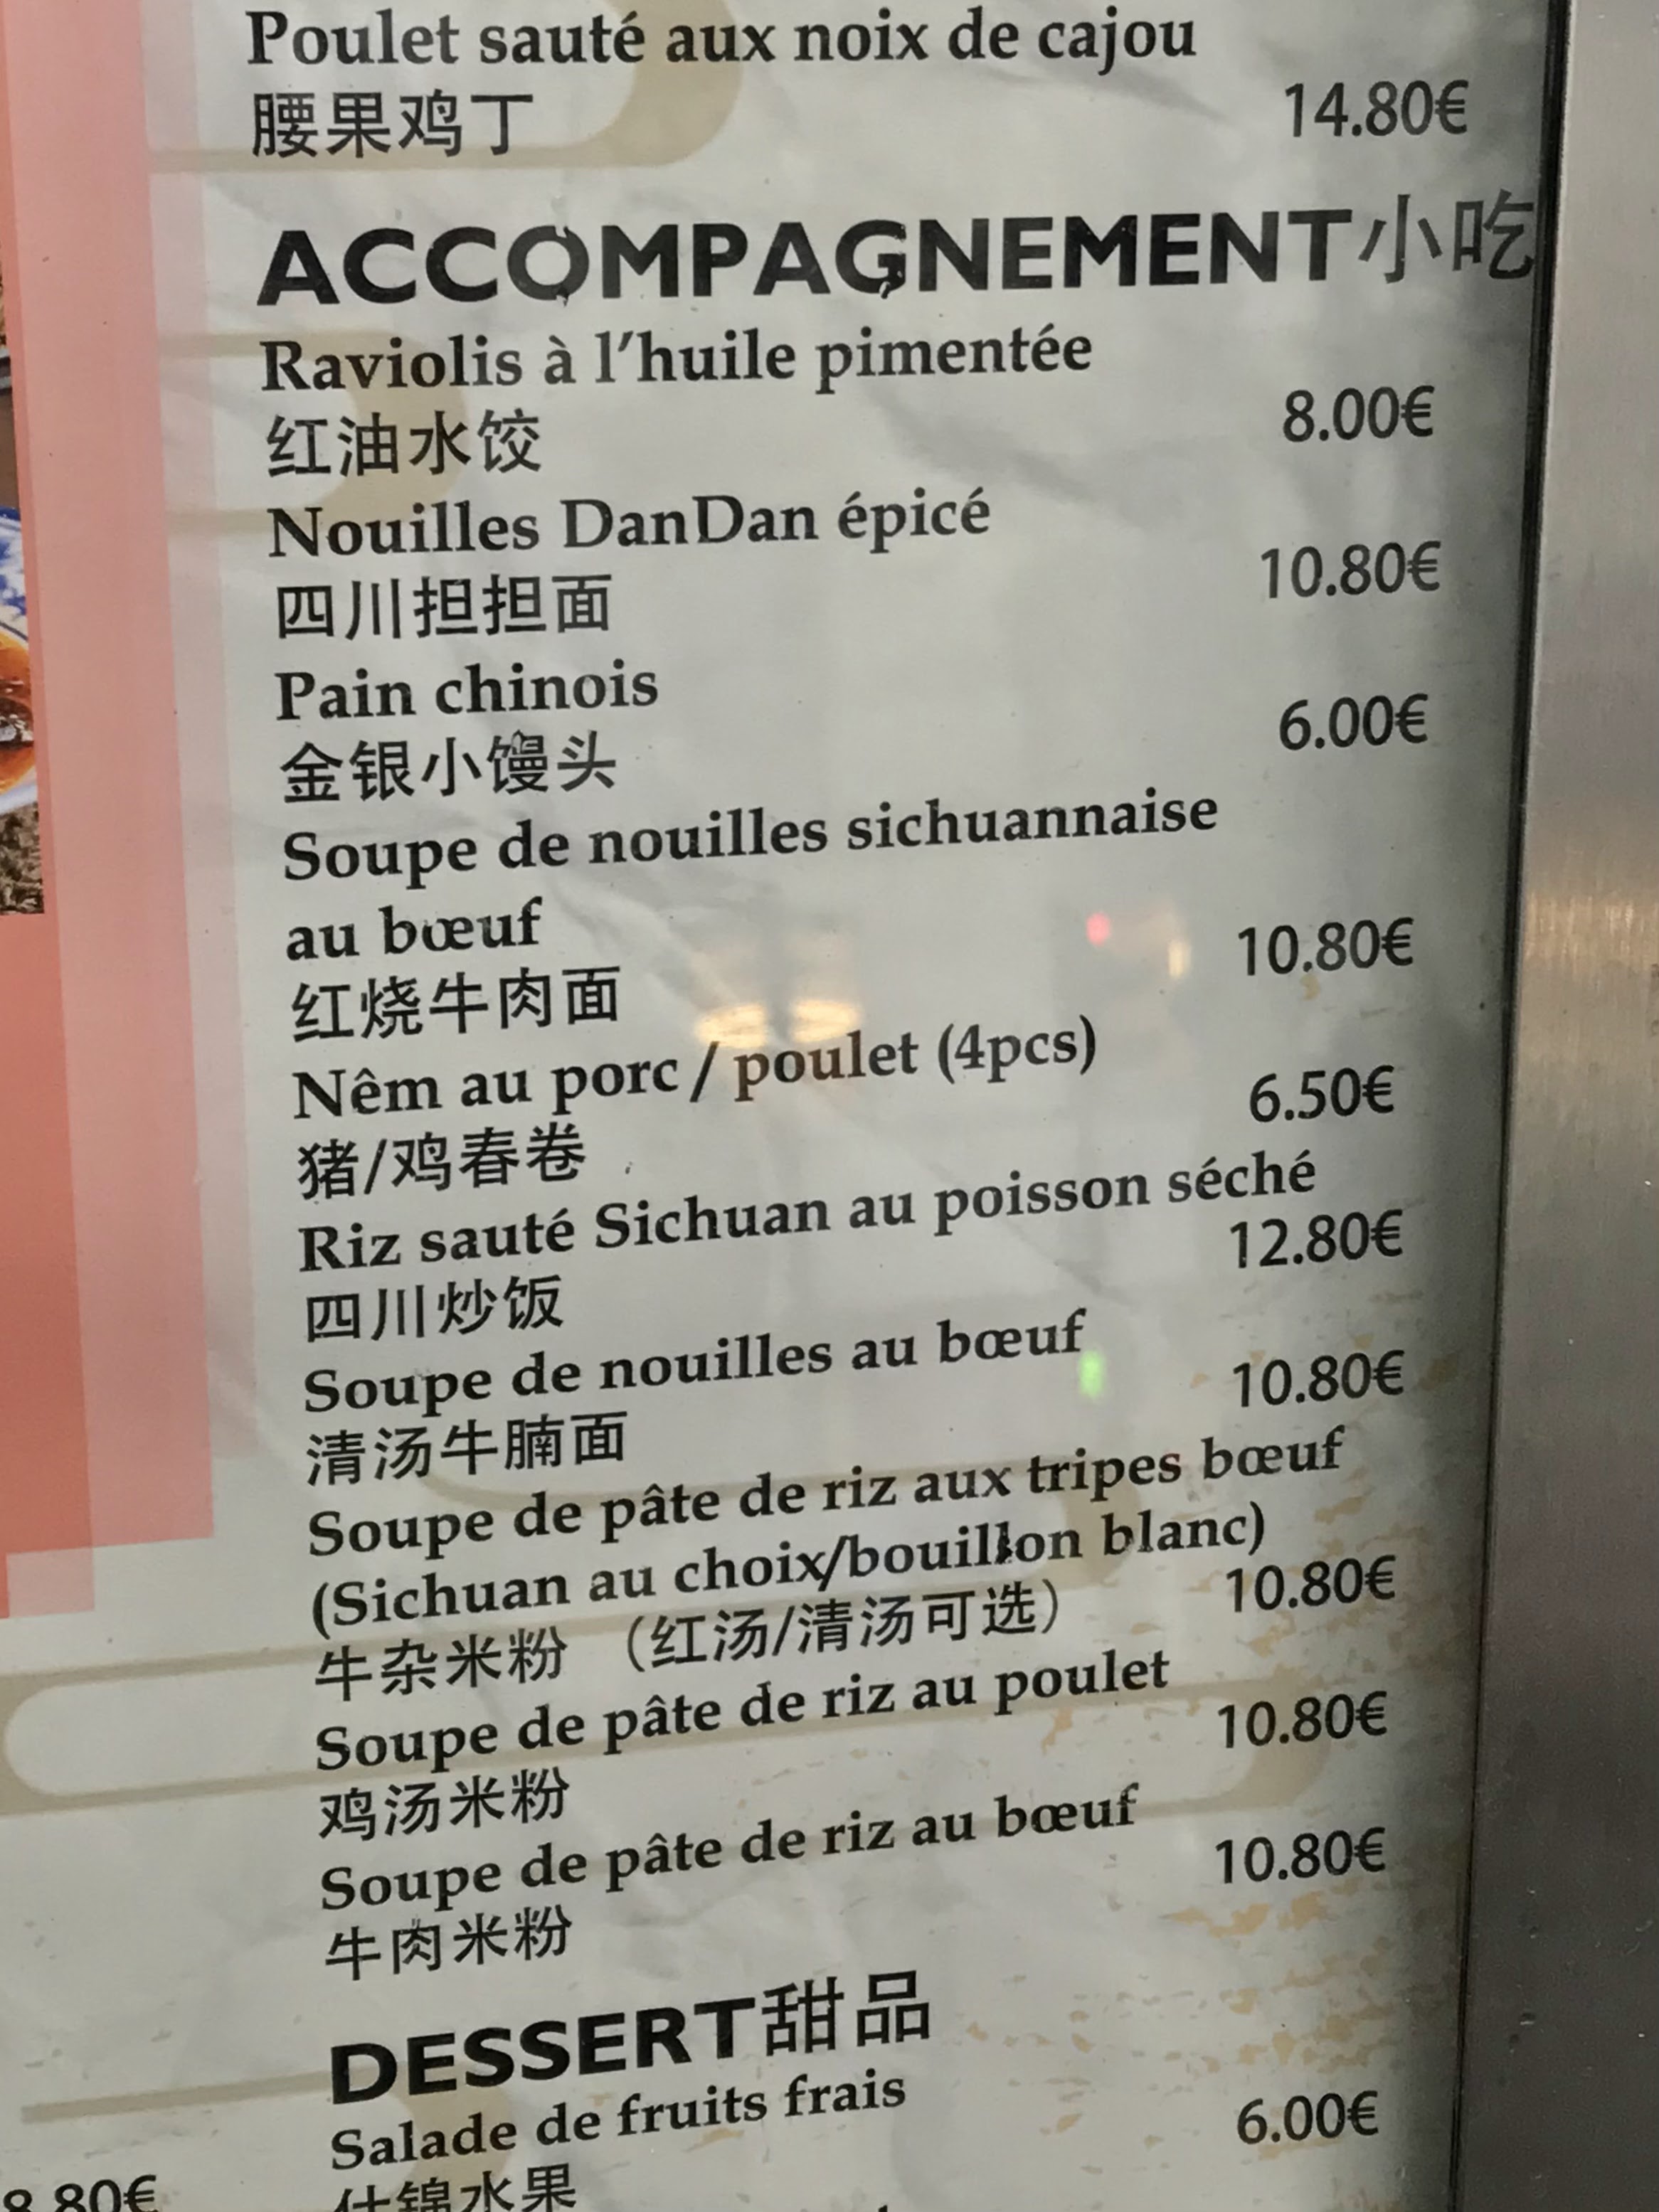 Poulet sauté aux noix de cajou
腰果鸡丁
14.80€
ACCOMPAGNEMENT小吃
Raviolis à l'huile pimentée
红油水饺
8.00€
Nouilles DanDan épicé
四川担担面
10.80€
Pain chinois
金银小馒头
6.00€
Soupe de nouilles sichuannaise
au bœuf
红烧牛肉面
10.80€
Nêm au porc / poulet (4pcs)
猪/鸡春卷
6.50€
Riz sauté Sichuan au poisson séché
四川炒饭
12.80€
Soupe de nouilles au bœuf
清汤牛腩面
10.80€
Soupe de pâte de riz aux tripes bœuf
(Sichuan au choix/bouillon blanc)
牛杂米粉 （红汤/清汤可选）
10.80€
Soupe de pâte de riz au poulet
鸡汤米粉
10.80€
Soupe de pâte de riz au bœuf
牛肉米粉
10.80€
DESSERT甜品
Salade de fruits frais
什锦水果
6.00€
8.80€